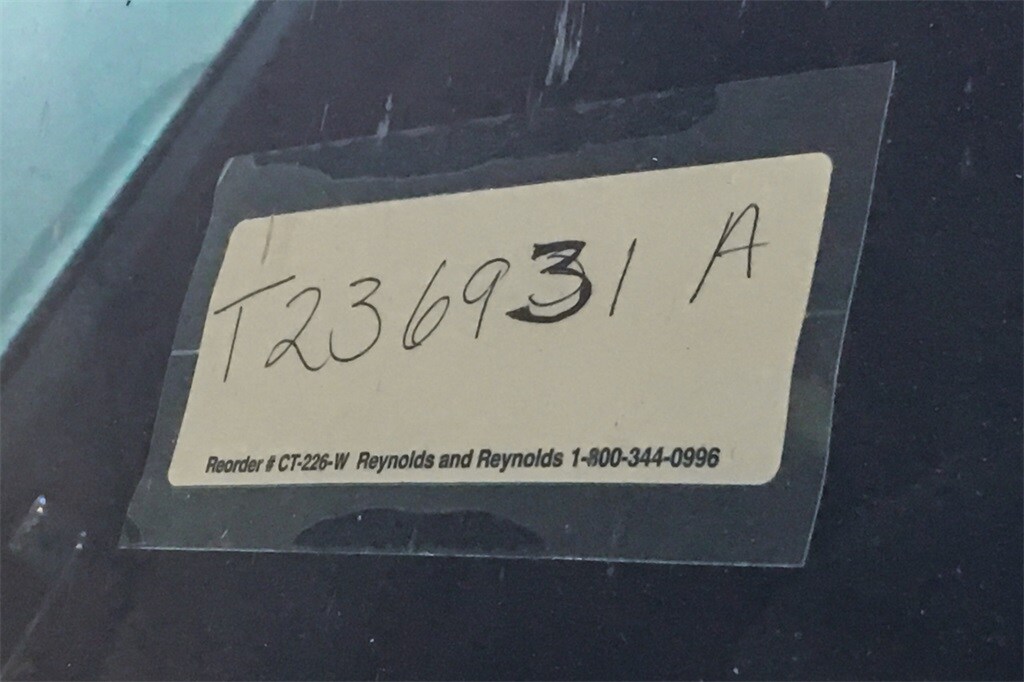 T236931 A
Reorder # CT-226-W Reynolds and Reynolds 1-800-344-0996